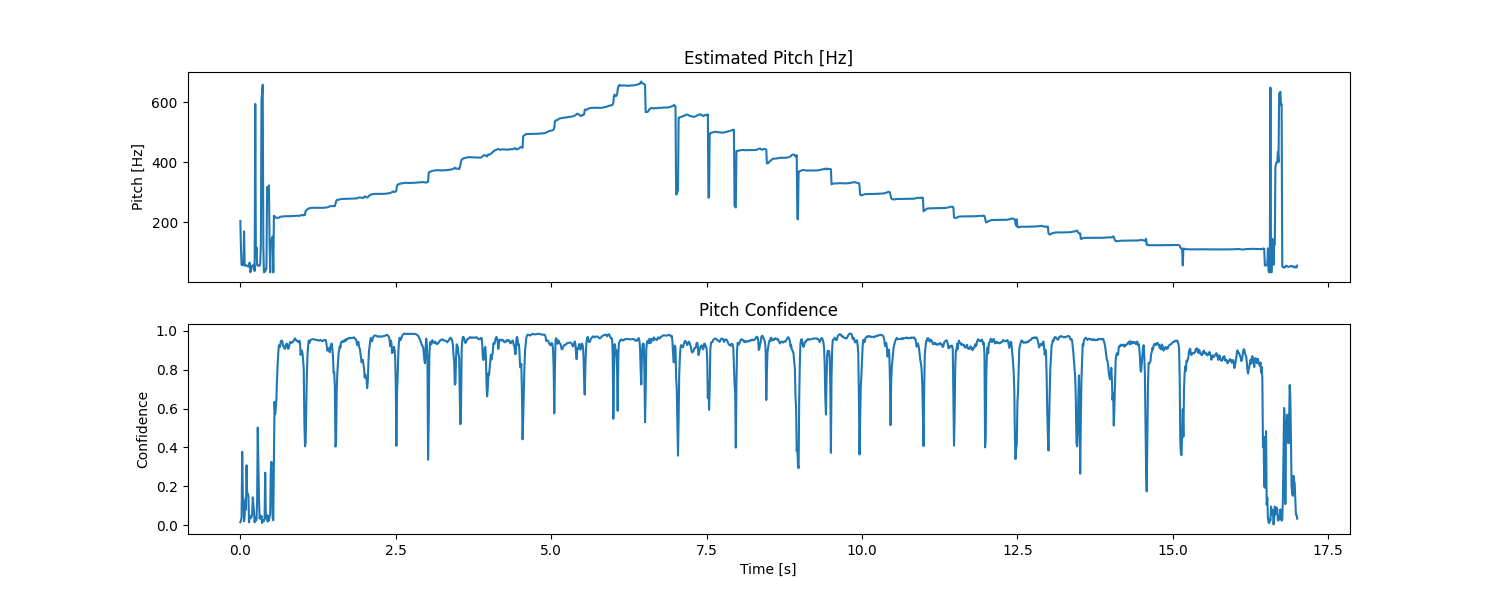 Estimated Pitch [Hz]
Pitch [Hz]
600
400
200
Pitch Confidence
Confidence
1.0
0.8
0.6
0.4
0.2
0.0
0.0 2.5 5.0 7.5 10.0 12.5 15.0 17.5
Time [s]